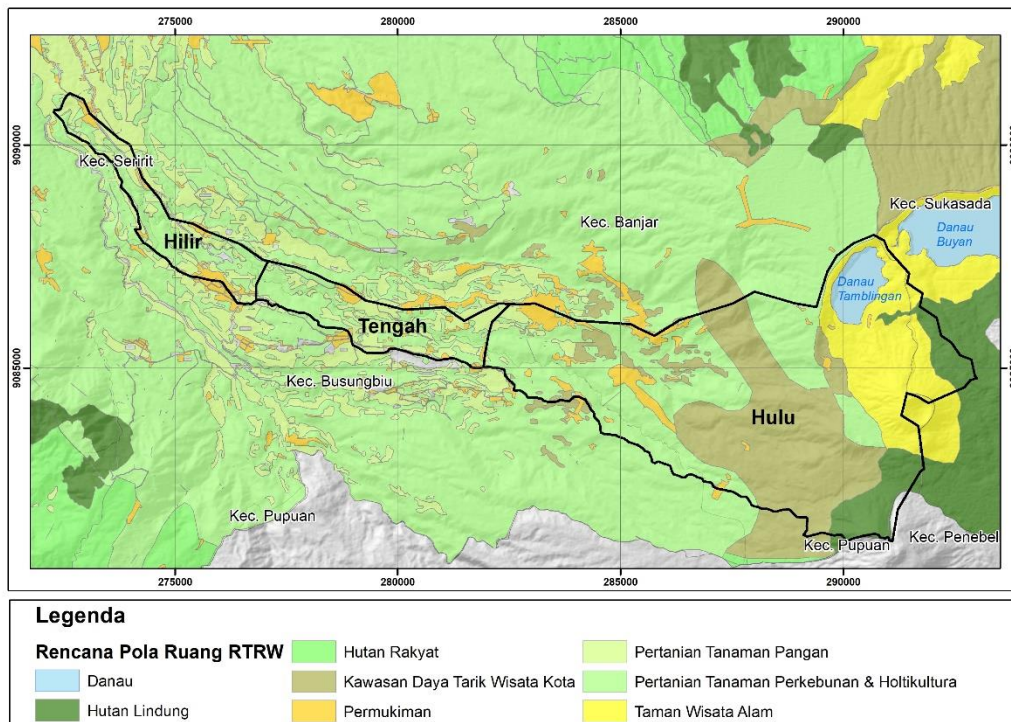 275000 280000 285000 290000
9090000
Kec. Seririt
Kec. Sukasada
Kec. Banjar
Danau
Buyan
Hilir
Danau
Tamblingan
Tengah
9085000
Kec. Busungbiu
Hulu
Kec. Pupuan
Kec. Pupuan
Kec. Penebel
275000 280000 285000 290000
Legenda
Rencana Pola Ruang RTRW
Danau
Hutan Lindung
Hutan Rakyat
Kawasan Daya Tarik Wisata Kota
Permukiman
Pertanian Tanaman Pangan
Pertanian Tanaman Perkebunan & Holtikultura
Taman Wisata Alam